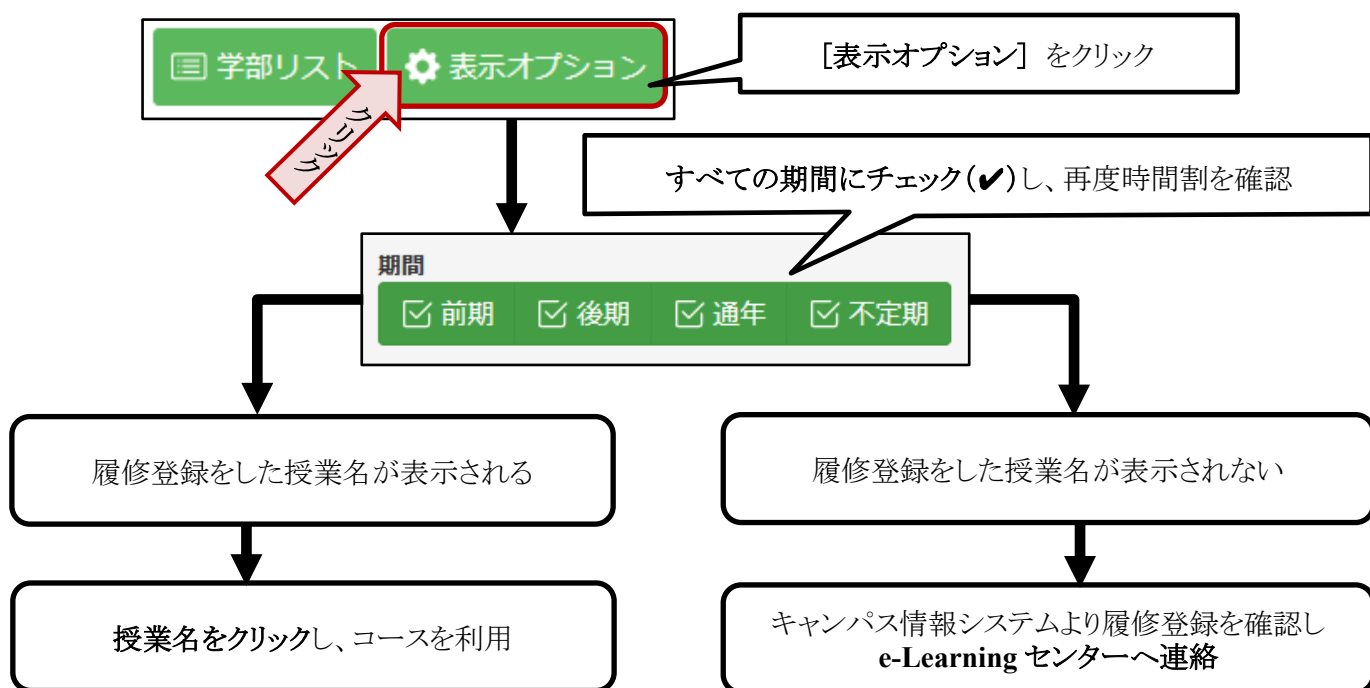 学部リスト
表示オプション
[表示オプション] をクリック
クリック
すべての期間にチェック(✔)し、再度時間割を確認
期間
前期 後期 通年 不定期
履修登録をした授業名が表示される
履修登録をした授業名が表示されない
授業名をクリックし、コースを利用
キャンパス情報システムより履修登録を確認し
e-Learning センターへ連絡